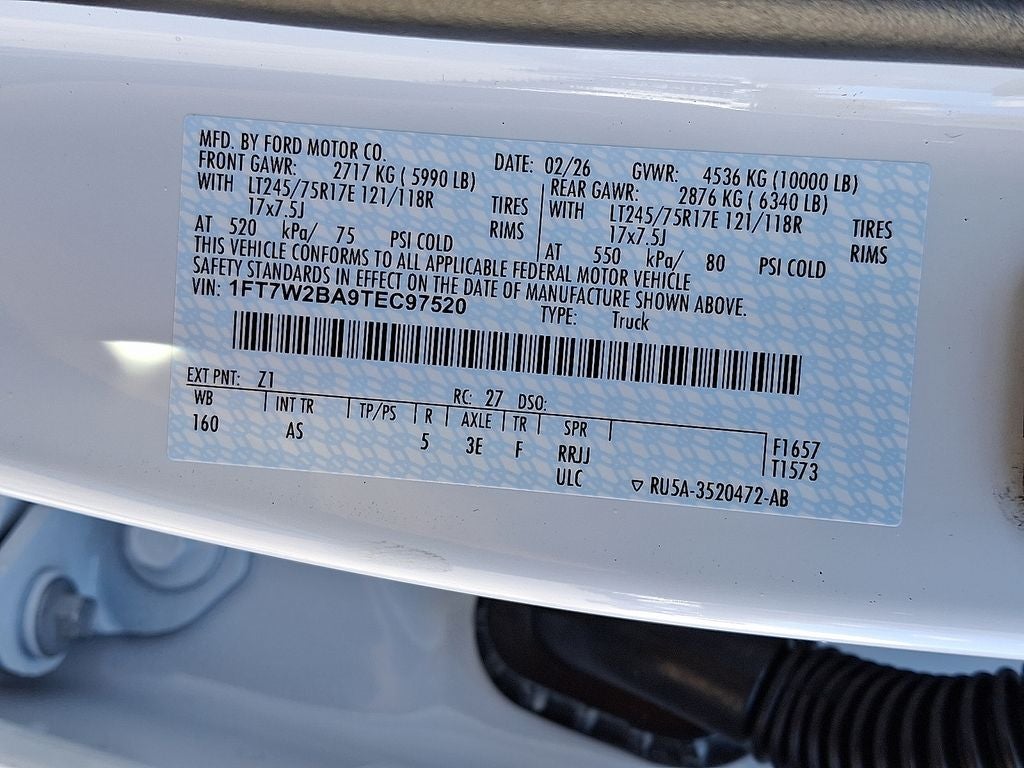 MFD. BY FORD MOTOR CO. DATE: 02/26 GVWR: 4536 KG (10000 LB)
FRONT GAWR: 2717 KG ( 5990 LB) REAR GAWR: 2876 KG ( 6340 LB)
WITH LT245/75R17E 121/118R TIRES WITH LT245/75R17E 121/118R TIRES
17x7.5J RIMS 17x7.5J RIMS
AT 520 kPa/ 75 PSI COLD AT 550 kPa/ 80 PSI COLD
THIS VEHICLE CONFORMS TO ALL APPLICABLE FEDERAL MOTOR VEHICLE
SAFETY STANDARDS IN EFFECT ON THE DATE OF MANUFACTURE SHOWN ABOVE.
VIN: 1FT7W2BA9TEC97520 TYPE: Truck
EXT PNT: Z1 RC: 27 DSO:
WB INT TR TP/PS R AXLE TR SPR F1657
160 AS 5 3E F RRJJ T1573
ULC ▽ RU5A-3520472-AB